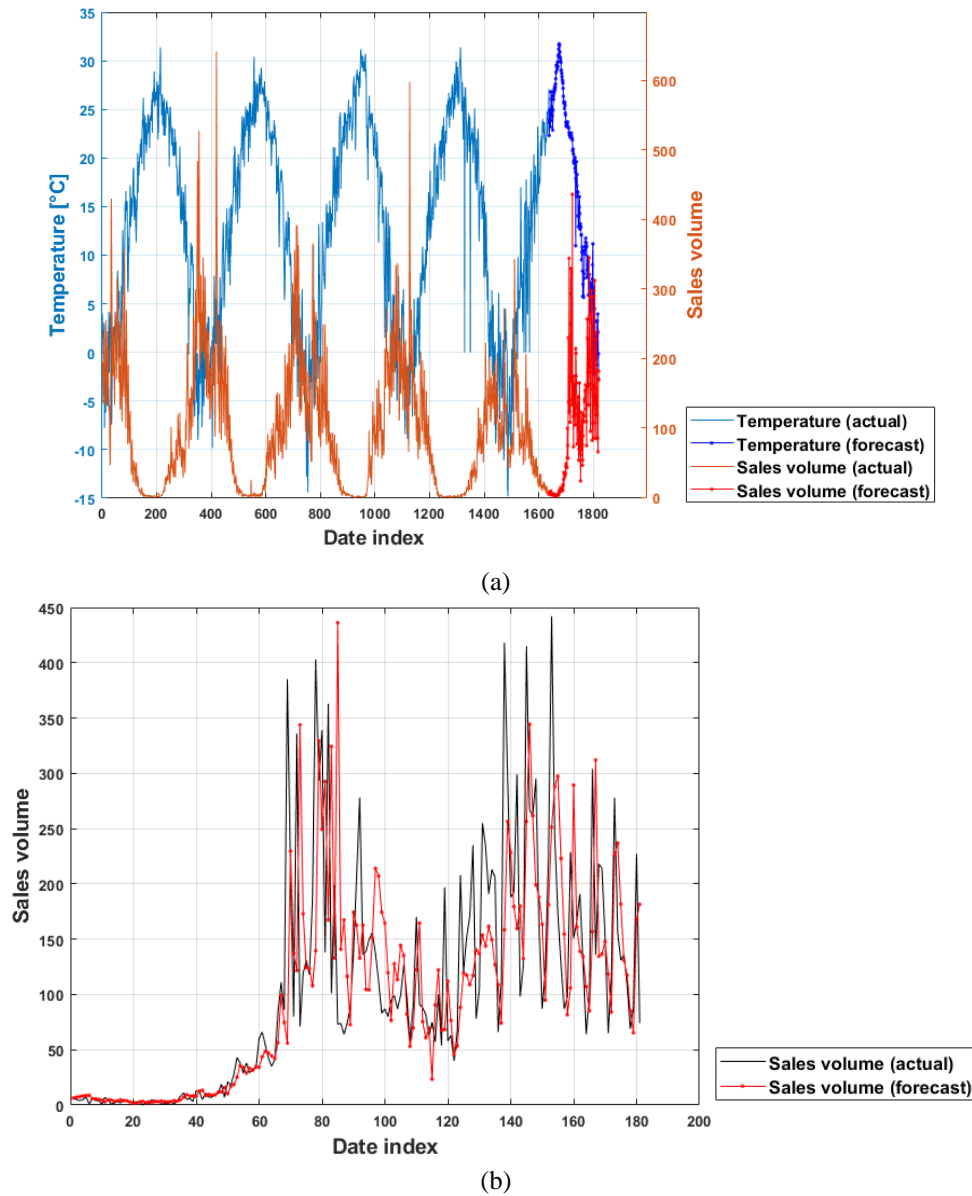 35
30
25
20
15
10
5
0
-5
-10
-15
Temperature [°C]
600
500
400
300
200
100
0
Sales volume
0 200 400 600 800 1000 1200 1400 1600 1800
Date index
Temperature (actual)
Temperature (forecast)
Sales volume (actual)
Sales volume (forecast)
(a)
450
400
350
300
250
200
150
100
50
0
Sales volume
0 20 40 60 80 100 120 140 160 180 200
Date index
Sales volume (actual)
Sales volume (forecast)
(b)